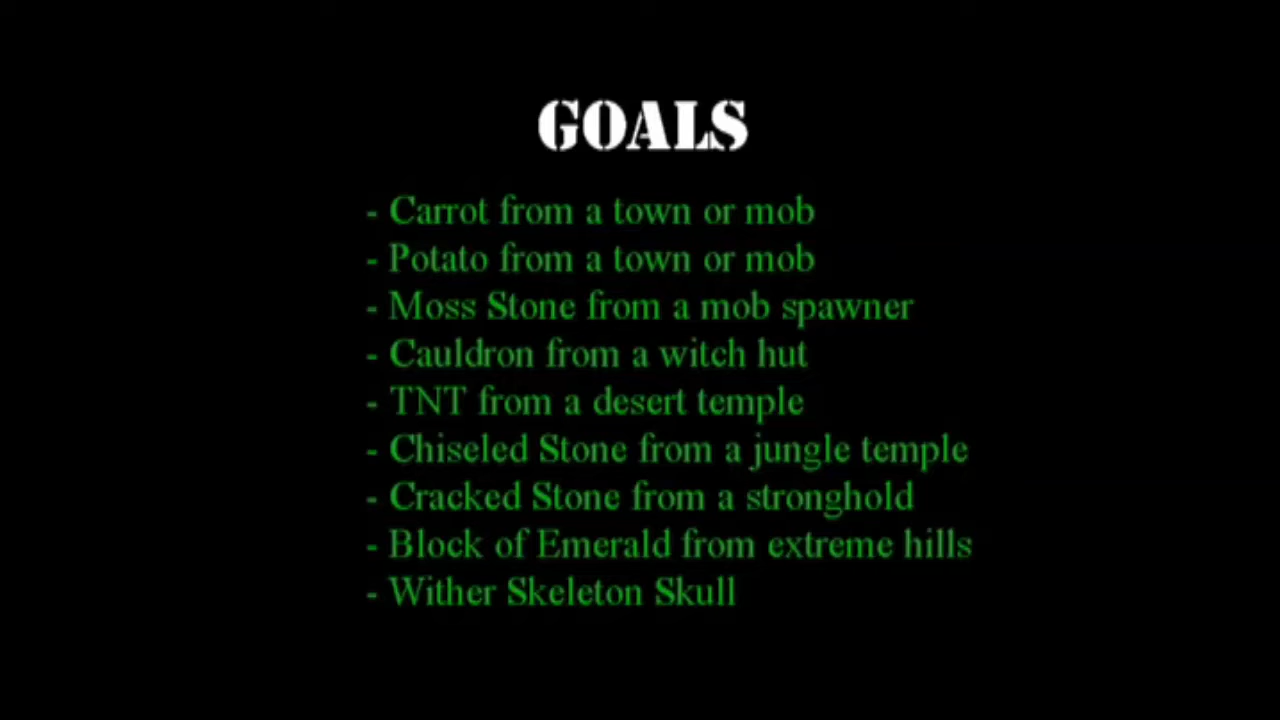 GOALS
- Carrot from a town or mob
- Potato from a town or mob
- Moss Stone from a mob spawner
- Cauldron from a witch hut
- TNT from a desert temple
- Chiseled Stone from a jungle temple
- Cracked Stone from a stronghold
- Block of Emerald from extreme hills
- Wither Skeleton Skull